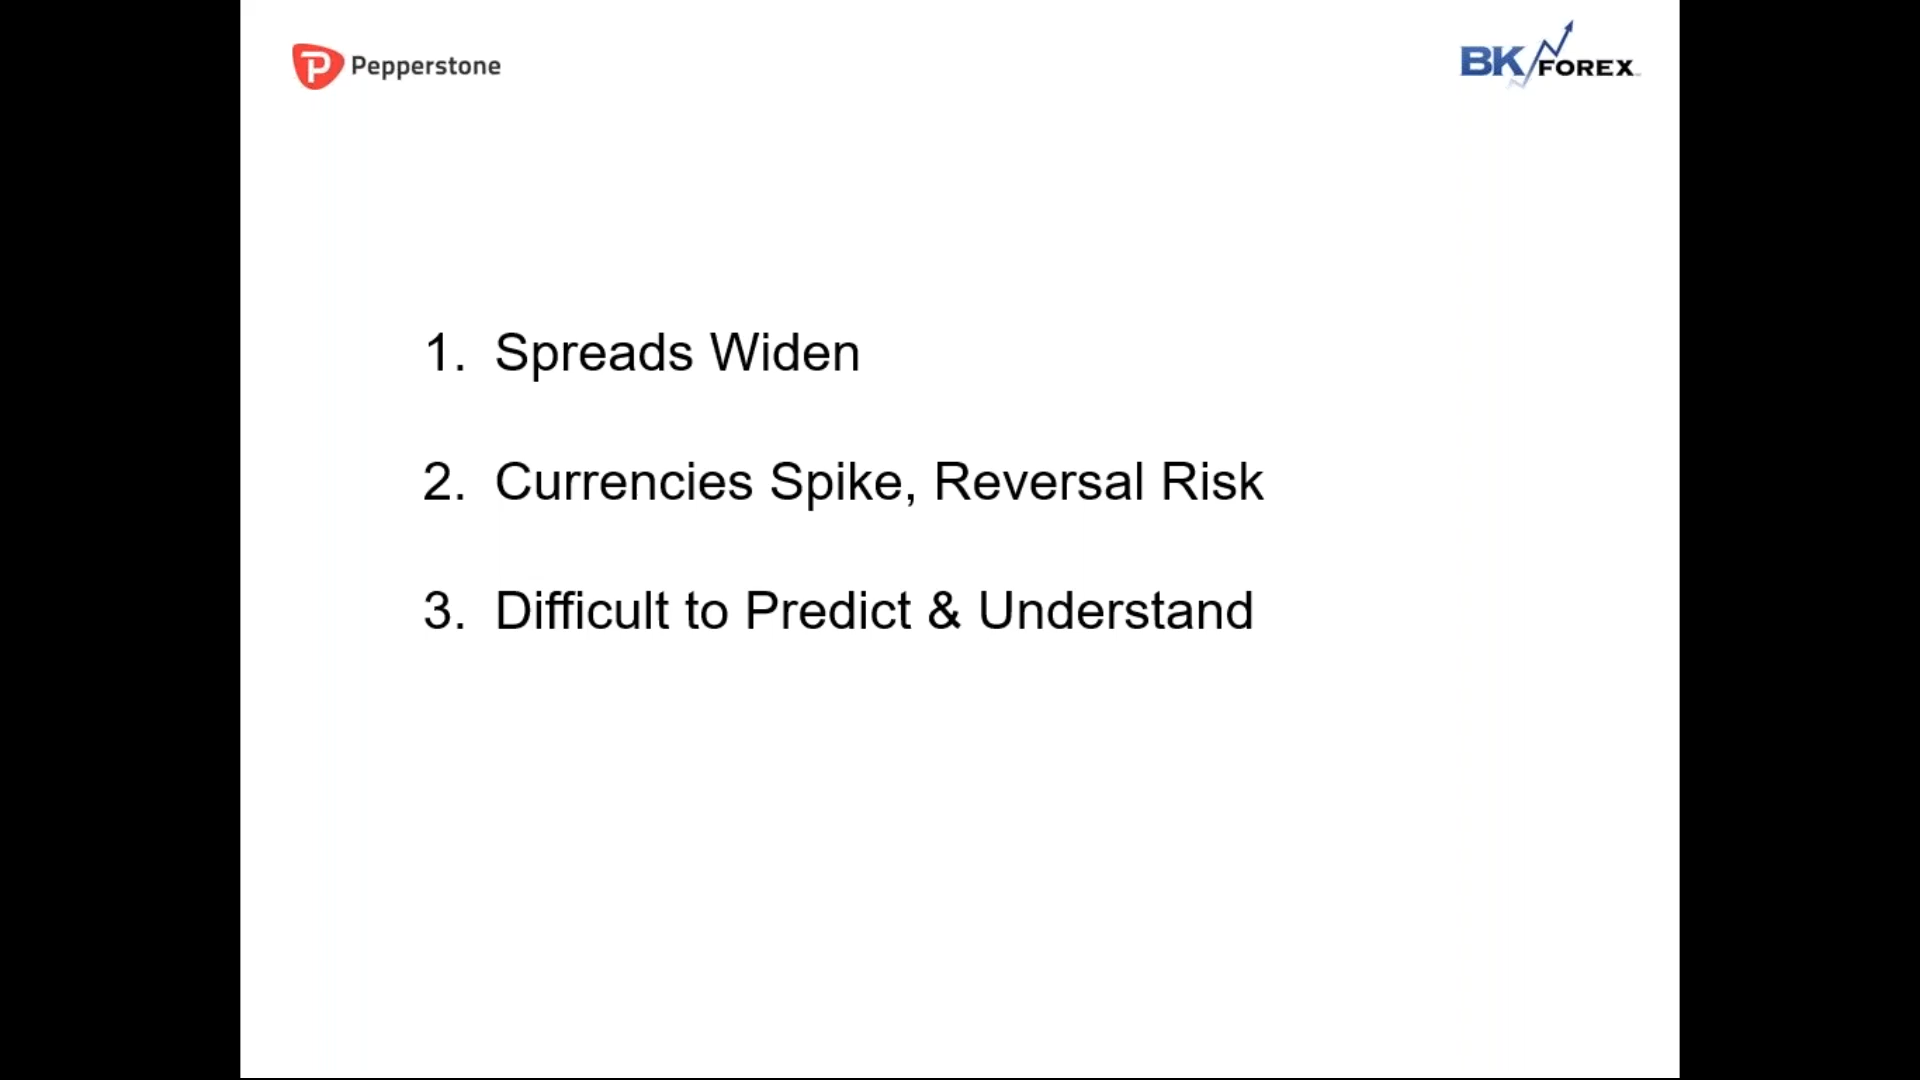 Pepperstone
BK FOREX
1. Spreads Widen
2. Currencies Spike, Reversal Risk
3. Difficult to Predict & Understand